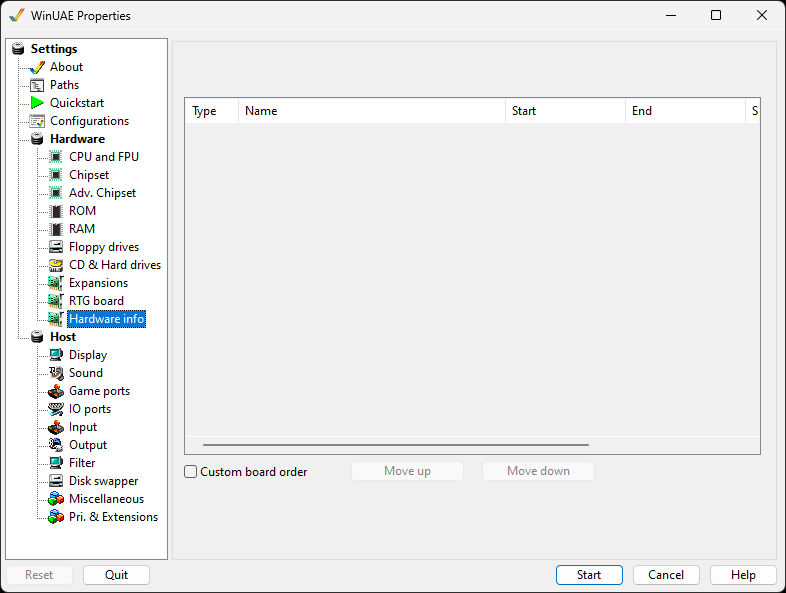 WinUAE Properties
Settings
About
Paths
Quickstart
Configurations
Hardware
CPU and FPU
Chipset
Adv. Chipset
ROM
RAM
Floppy drives
CD & Hard drives
Expansions
RTG board
Hardware info
Host
Display
Sound
Game ports
IO ports
Input
Output
Filter
Disk swapper
Miscellaneous
Pri. & Extensions
Type Name Start End
Custom board order Move up Move down
Reset Quit Start Cancel Help